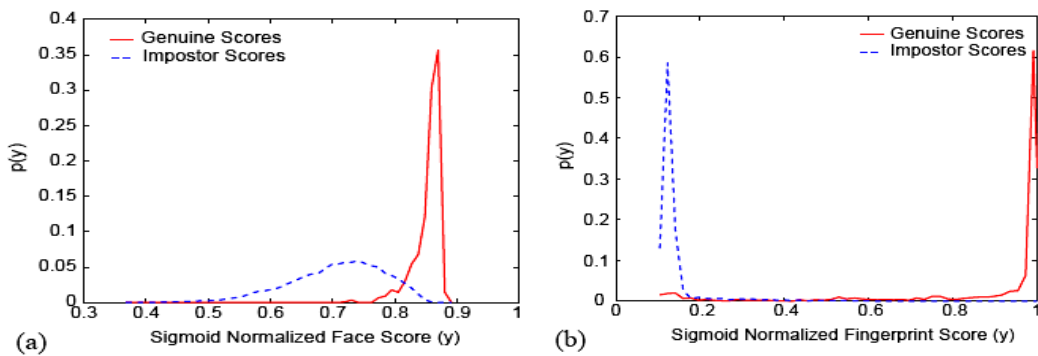 0.4
0.35
0.3
0.25
0.2
0.15
0.1
0.05
0
p(y)
Genuine Scores
Impostor Scores
0.3 0.4 0.5 0.6 0.7 0.8 0.9 1
Sigmoid Normalized Face Score (y)
(a)
0.7
0.6
0.5
0.4
0.3
0.2
0.1
0
p(y)
Genuine Scores
Impostor Scores
0 0.2 0.4 0.6 0.8 1
Sigmoid Normalized Fingerprint Score (y)
(b)